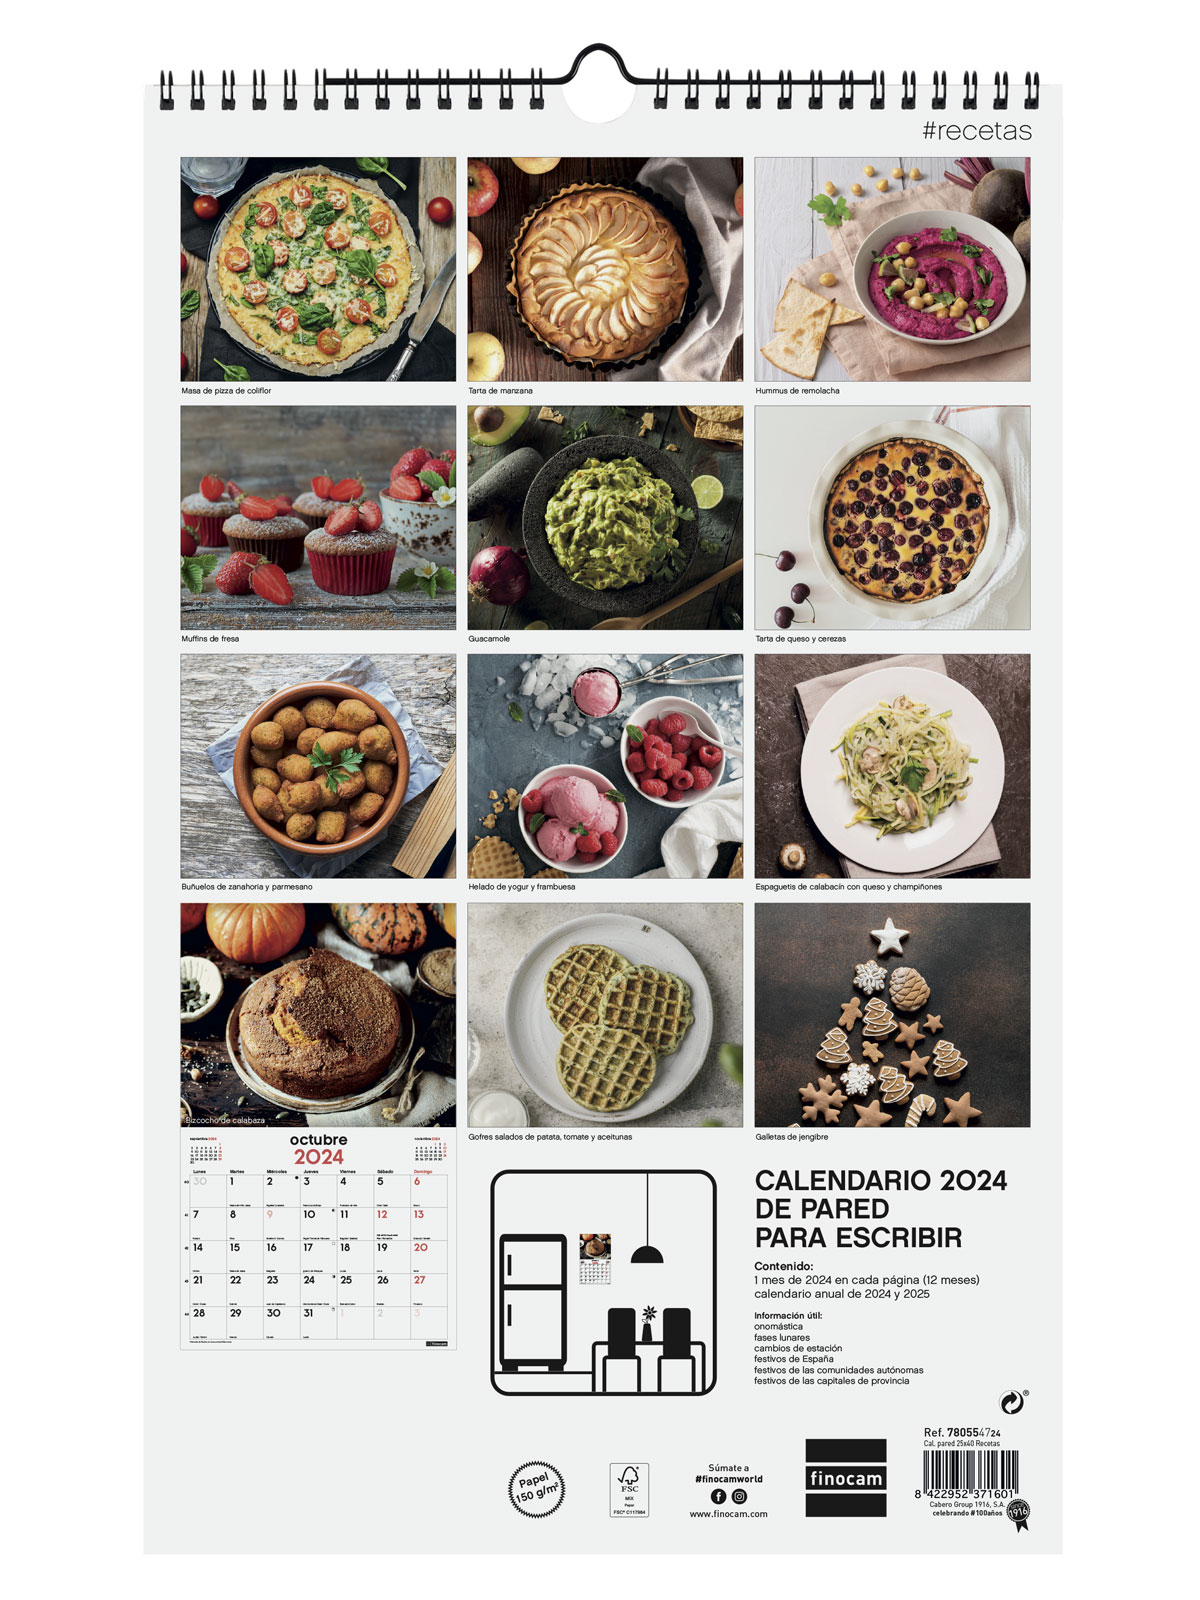 #recetas
Masa de pizza de coliflor
Tarta de manzana
Hummus de remolacha
Muffins de fresa
Guacamole
Tarta de queso y cerezas
Buñuelos de zanahoria y parmesano
Helado de yogur y frambuesa
Espaguetis de calabacín con queso y champiñones
Bizcocho de calabaza
Gofres salados de patata, tomate y aceitunas
Galletas de jengibre
septiembre 2024
octubre
2024
noviembre 2024
Lunes Martes Miércoles Jueves Viernes Sábado Domingo
30 1 2 3 4 5 6
7 8 9 10 11 12 13
14 15 16 17 18 19 20
21 22 23 24 25 26 27
28 29 30 31 1 2 3
finocam
CALENDARIO 2024
DE PARED
PARA ESCRIBIR
Contenido:
1 mes de 2024 en cada página (12 meses)
calendario anual de 2024 y 2025
Información útil:
onomástica
fases lunares
cambios de estación
festivos de España
festivos de las comunidades autónomas
festivos de las capitales de provincia
®
Papel
150 g/m²
FSC
MIX
Papel
FSC® C117984
Súmate a
#finocamworld
www.finocam.com
finocam
Ref. 780554724
Cal. pared 25x40 Recetas
8 422952 371601
Cabero Group 1916, S.A.
celebrando #100años
1916